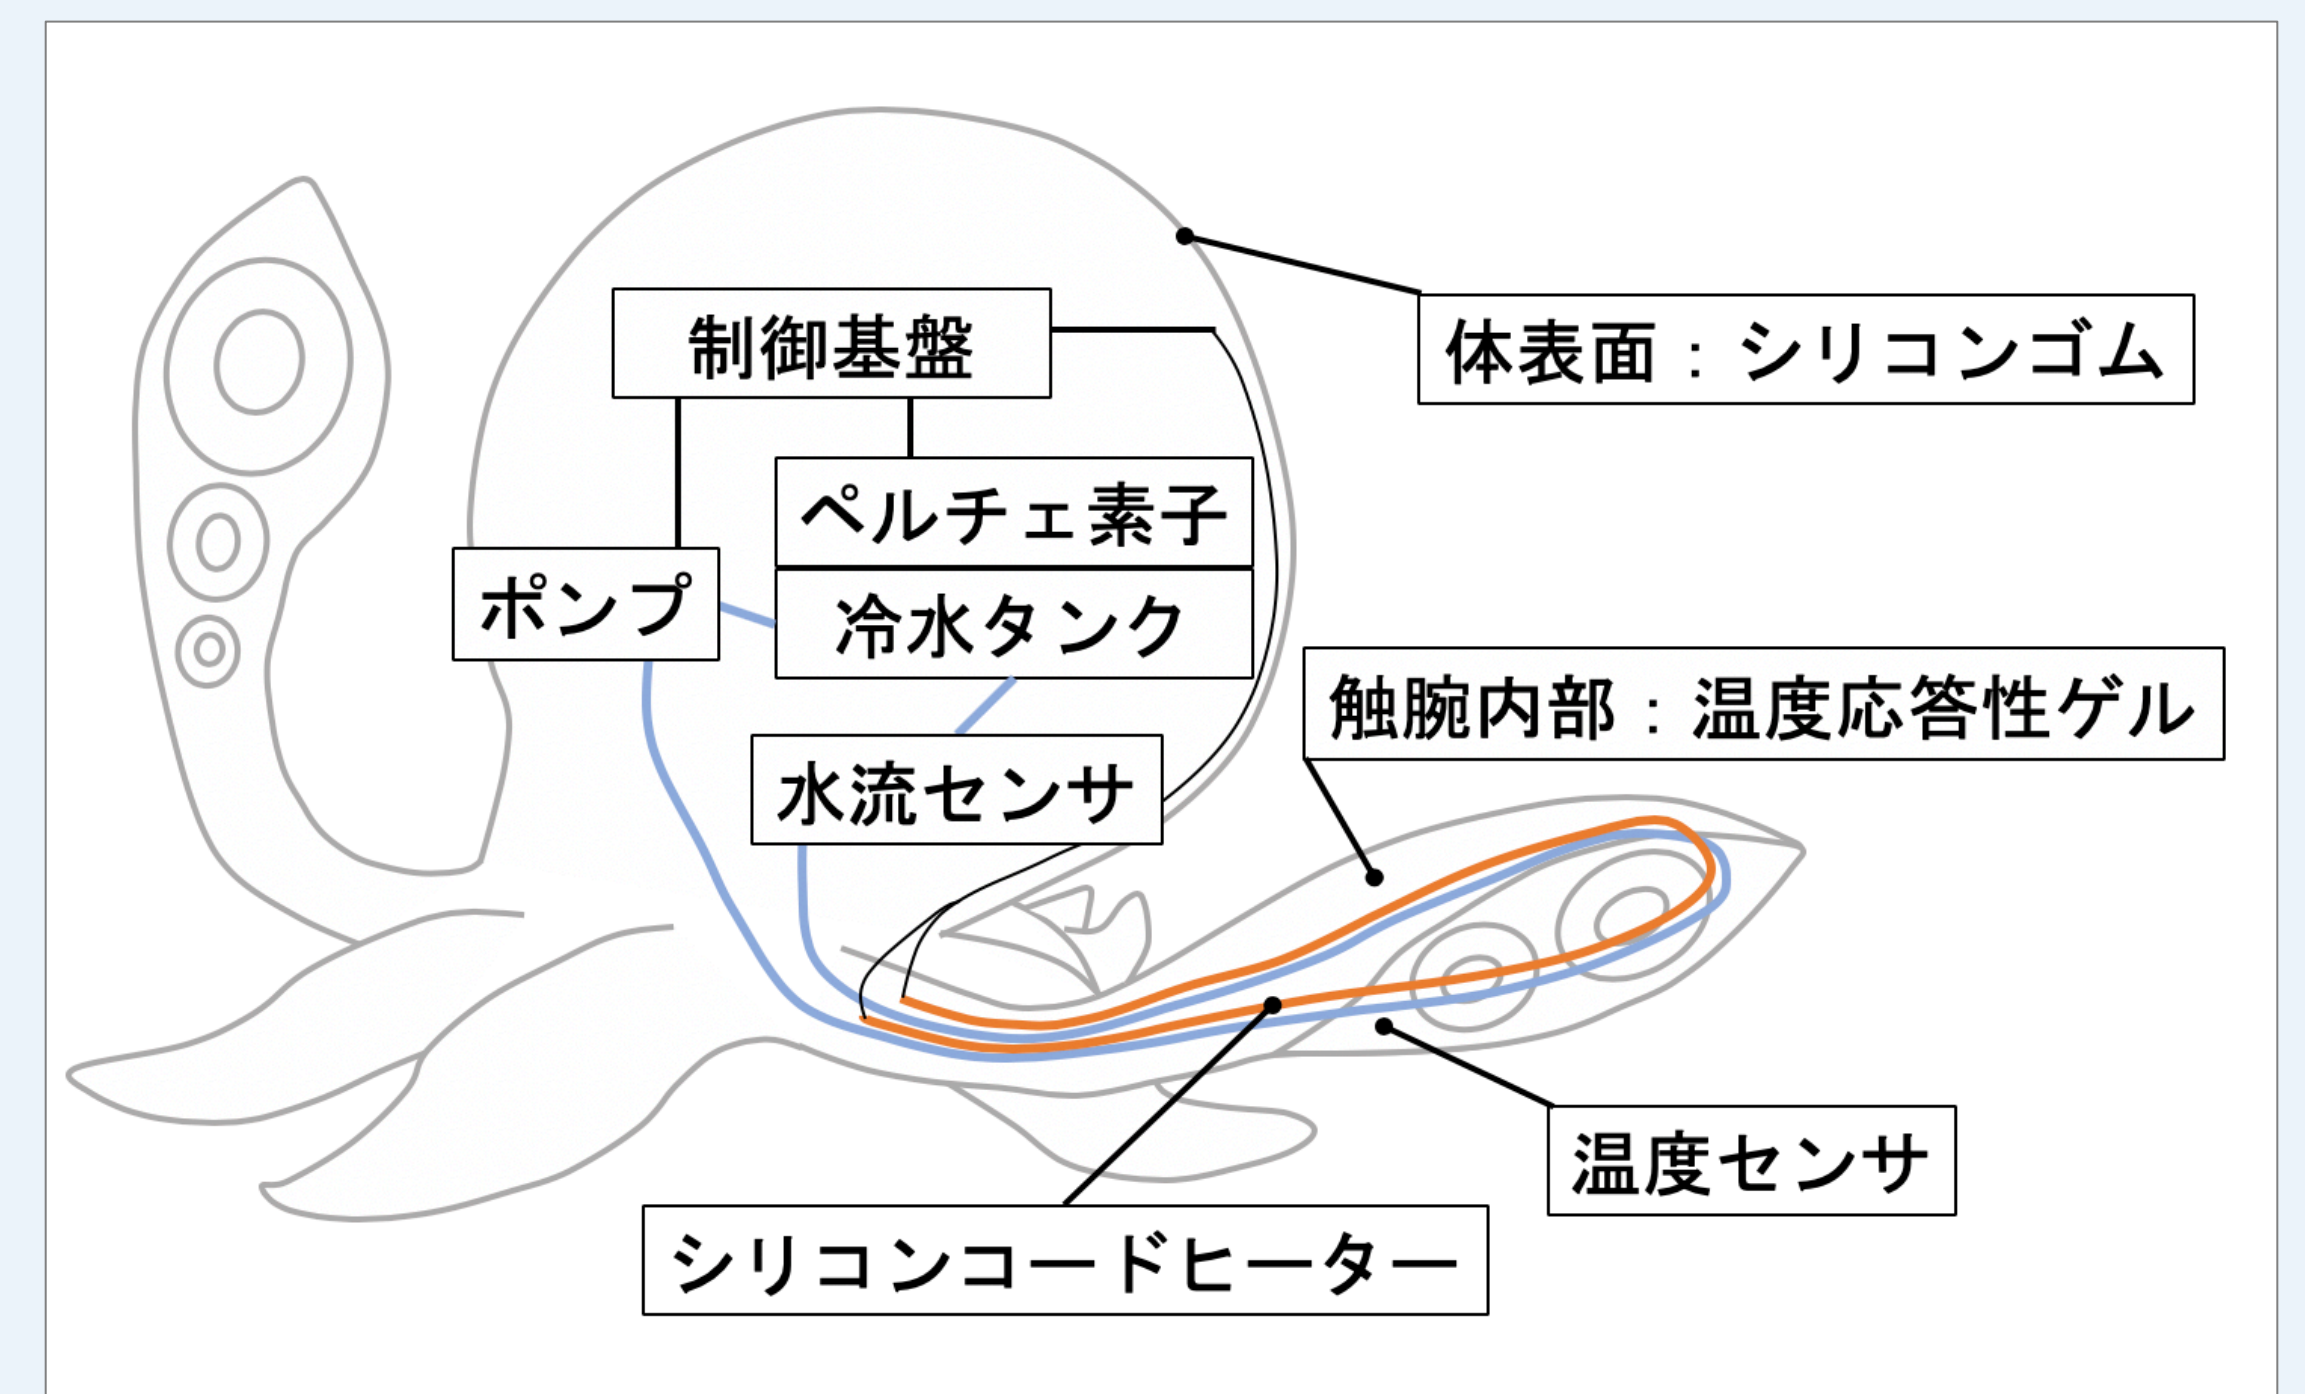 制御基盤
体表面：シリコンゴム
ペルチェ素子
ポンプ
冷水タンク
触腕内部：温度応答性ゲル
水流センサ
温度センサ
シリコンコードヒーター